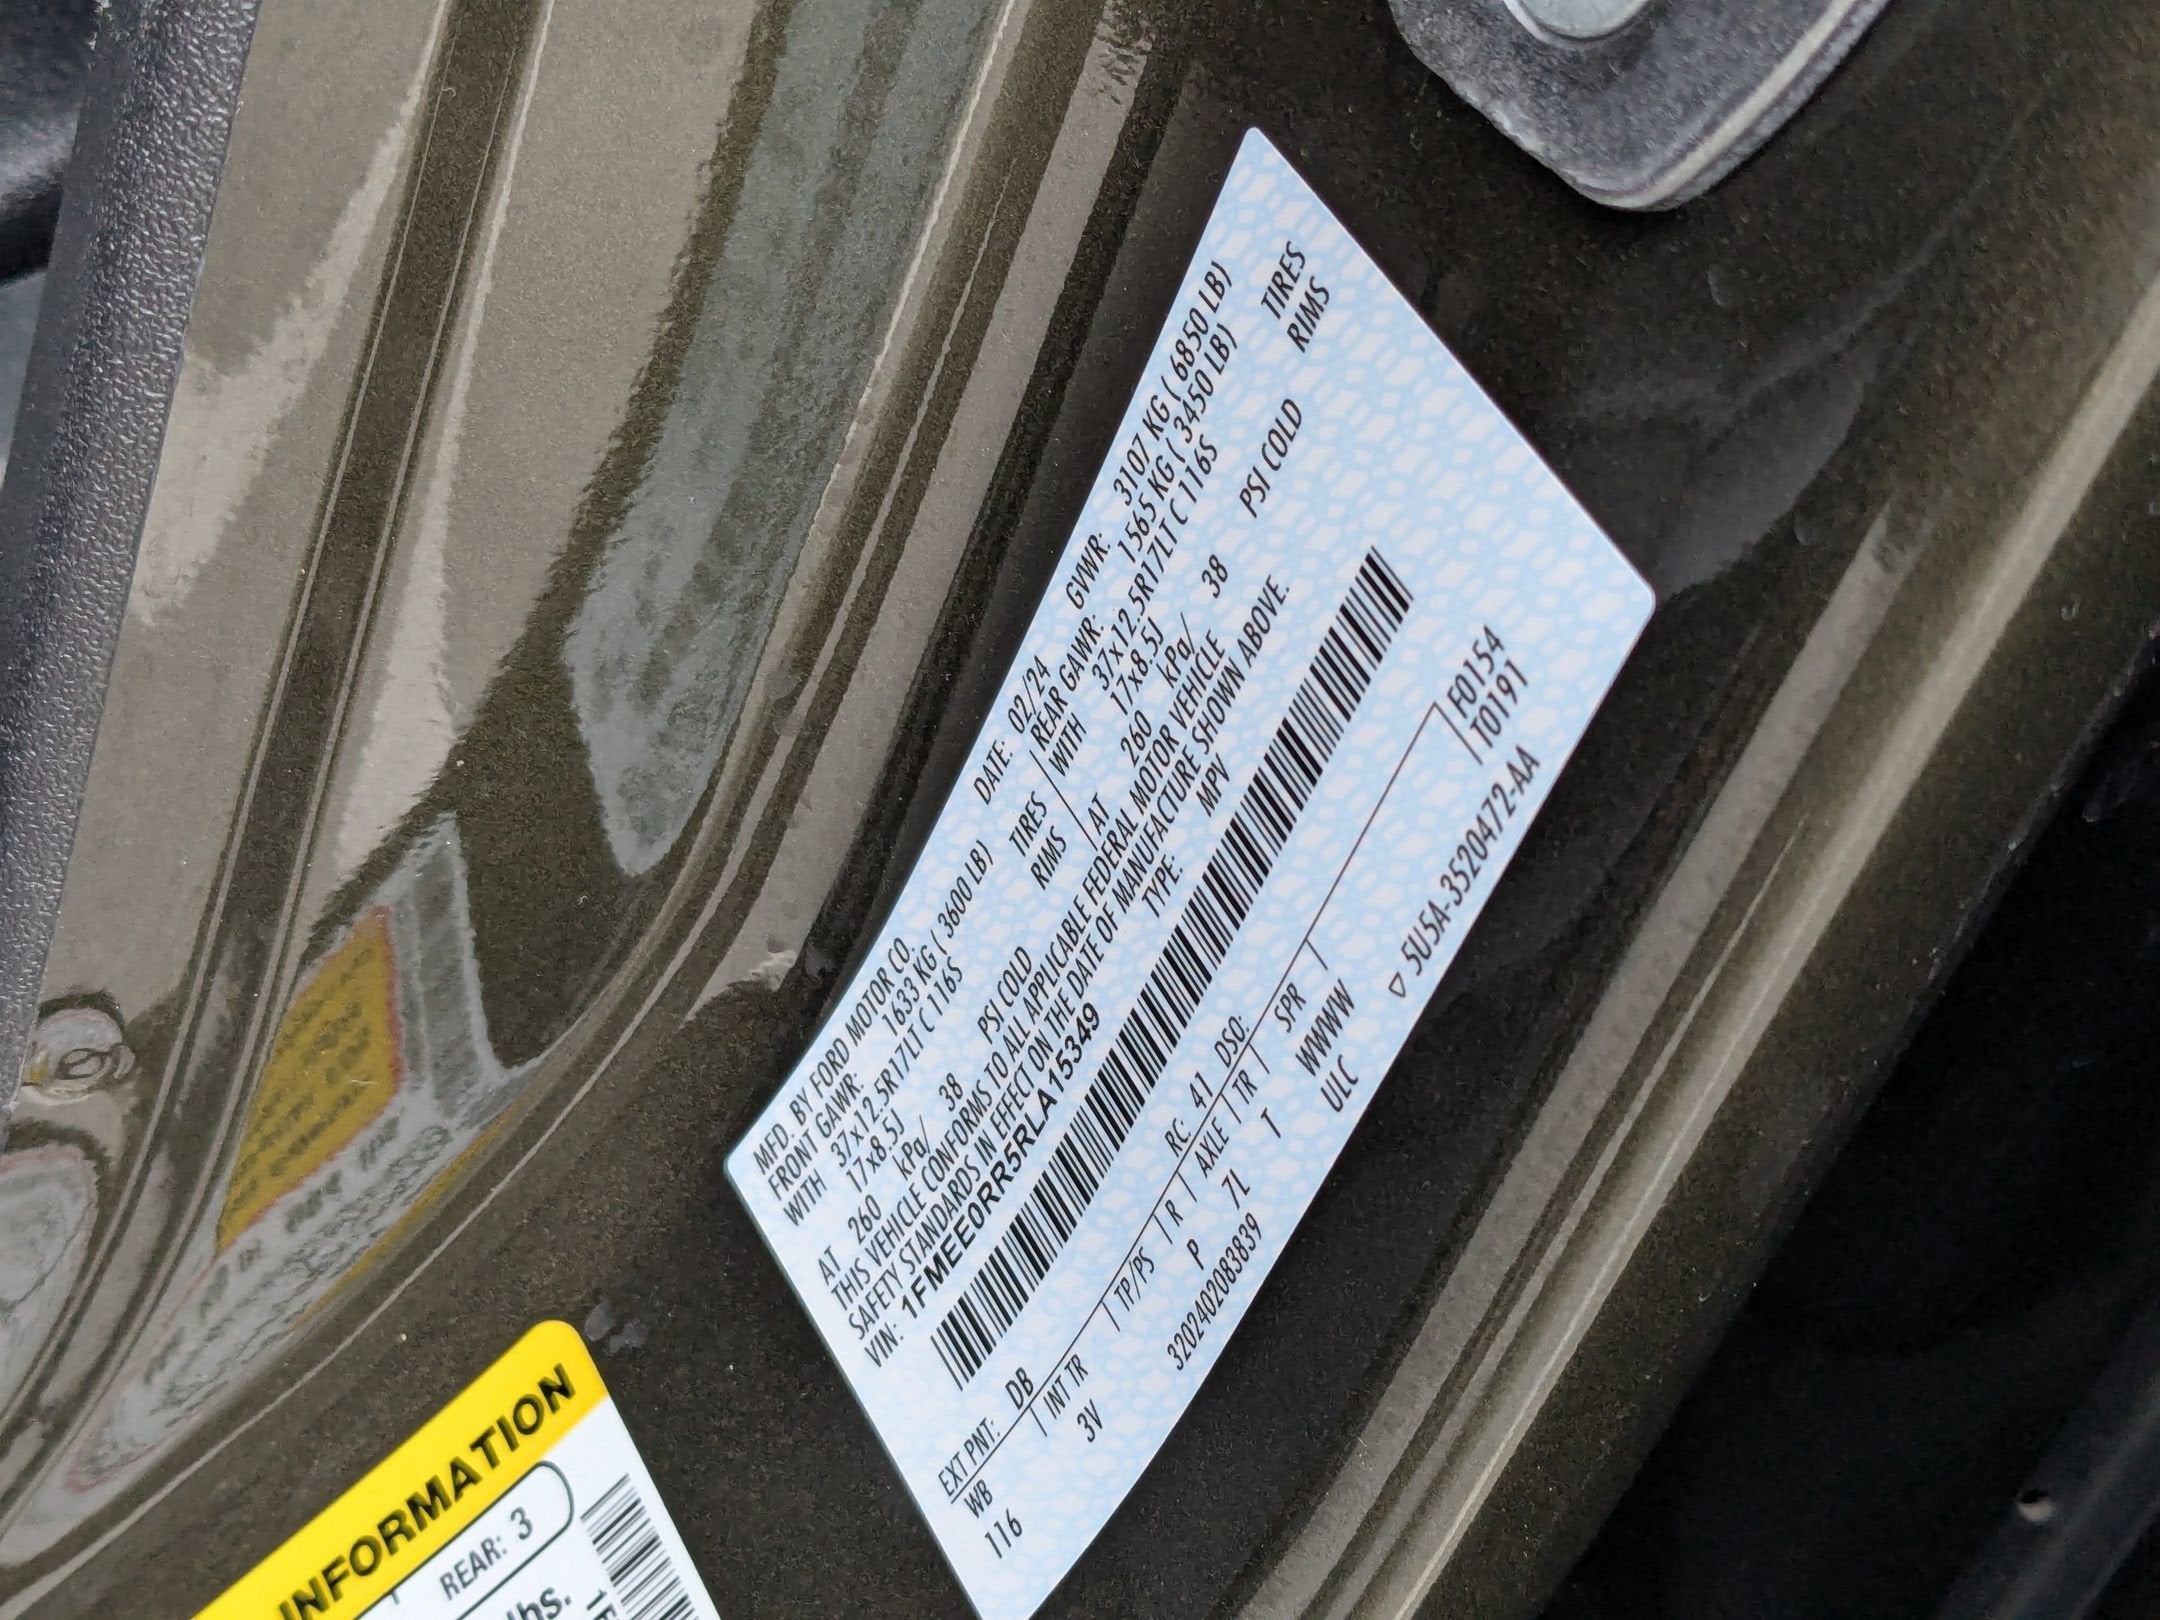 MFD. BY FORD MOTOR CO. DATE: 02/24 GVWR: 3107 KG ( 6850 LB)
FRONT GAWR: 1633 KG ( 3600 LB) REAR GAWR: 1565 KG ( 3450 LB)
WITH 37x12.5R17LT C 116S TIRES WITH 37x12.5R17LT C 116S TIRES
17x8.5J RIMS 17x8.5J RIMS
AT 260 kPa/ 38 PSI COLD AT 260 kPa/ 38 PSI COLD
THIS VEHICLE CONFORMS TO ALL APPLICABLE FEDERAL MOTOR VEHICLE
SAFETY STANDARDS IN EFFECT ON THE DATE OF MANUFACTURE SHOWN ABOVE.
VIN: 1FMEE0RR5RLA15349 TYPE: MPV
EXT PNT: DB RC: 41 DSO: F0154
WB INT TR TP/PS R AXLE TR SPR T0191
116 3V P 7L T WWWW
ULC
3202402083839 ▽ 5U5A-3520472-AA
INFORMATION
REAR: 3
lbs.